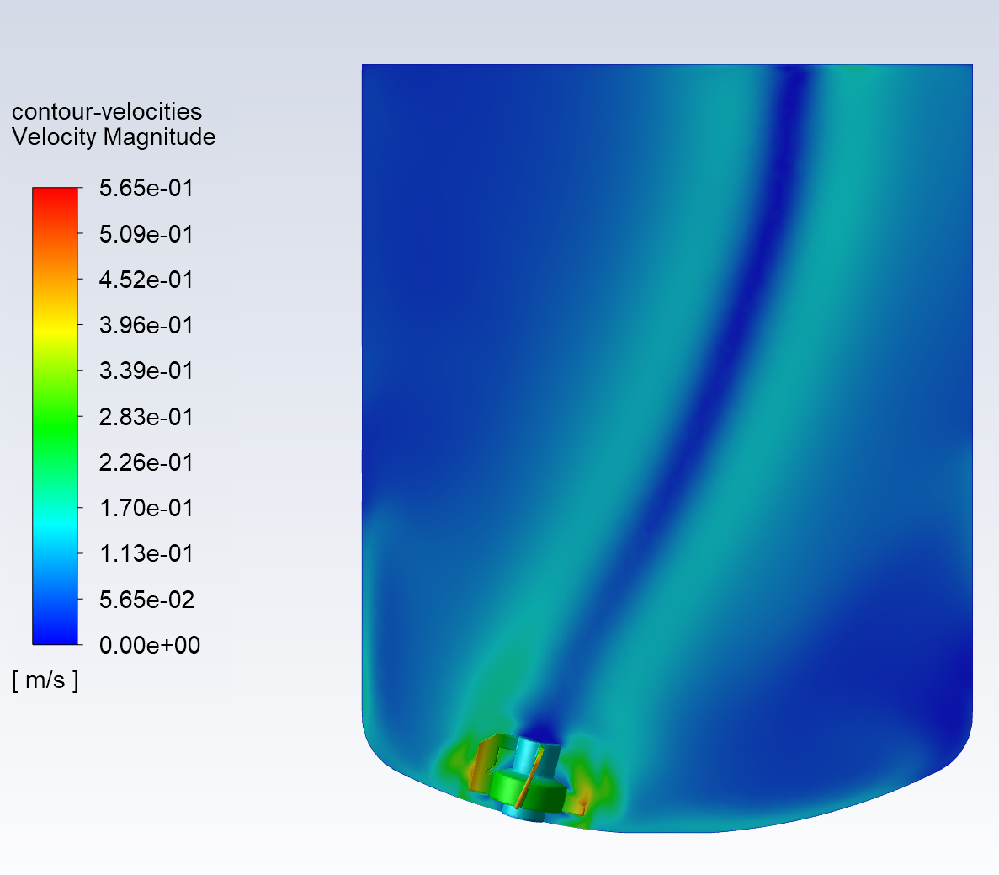 contour-velocities
Velocity Magnitude
5.65e-01
5.09e-01
4.52e-01
3.96e-01
3.39e-01
2.83e-01
2.26e-01
1.70e-01
1.13e-01
5.65e-02
0.00e+00
[ m/s ]